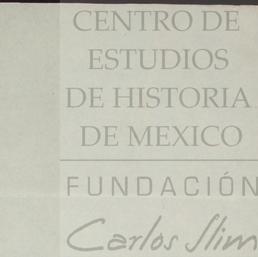 CENTRO DE
ESTUDIOS
DE HISTORIA
DE MEXICO
FUNDACIÓN
Carlos Slim